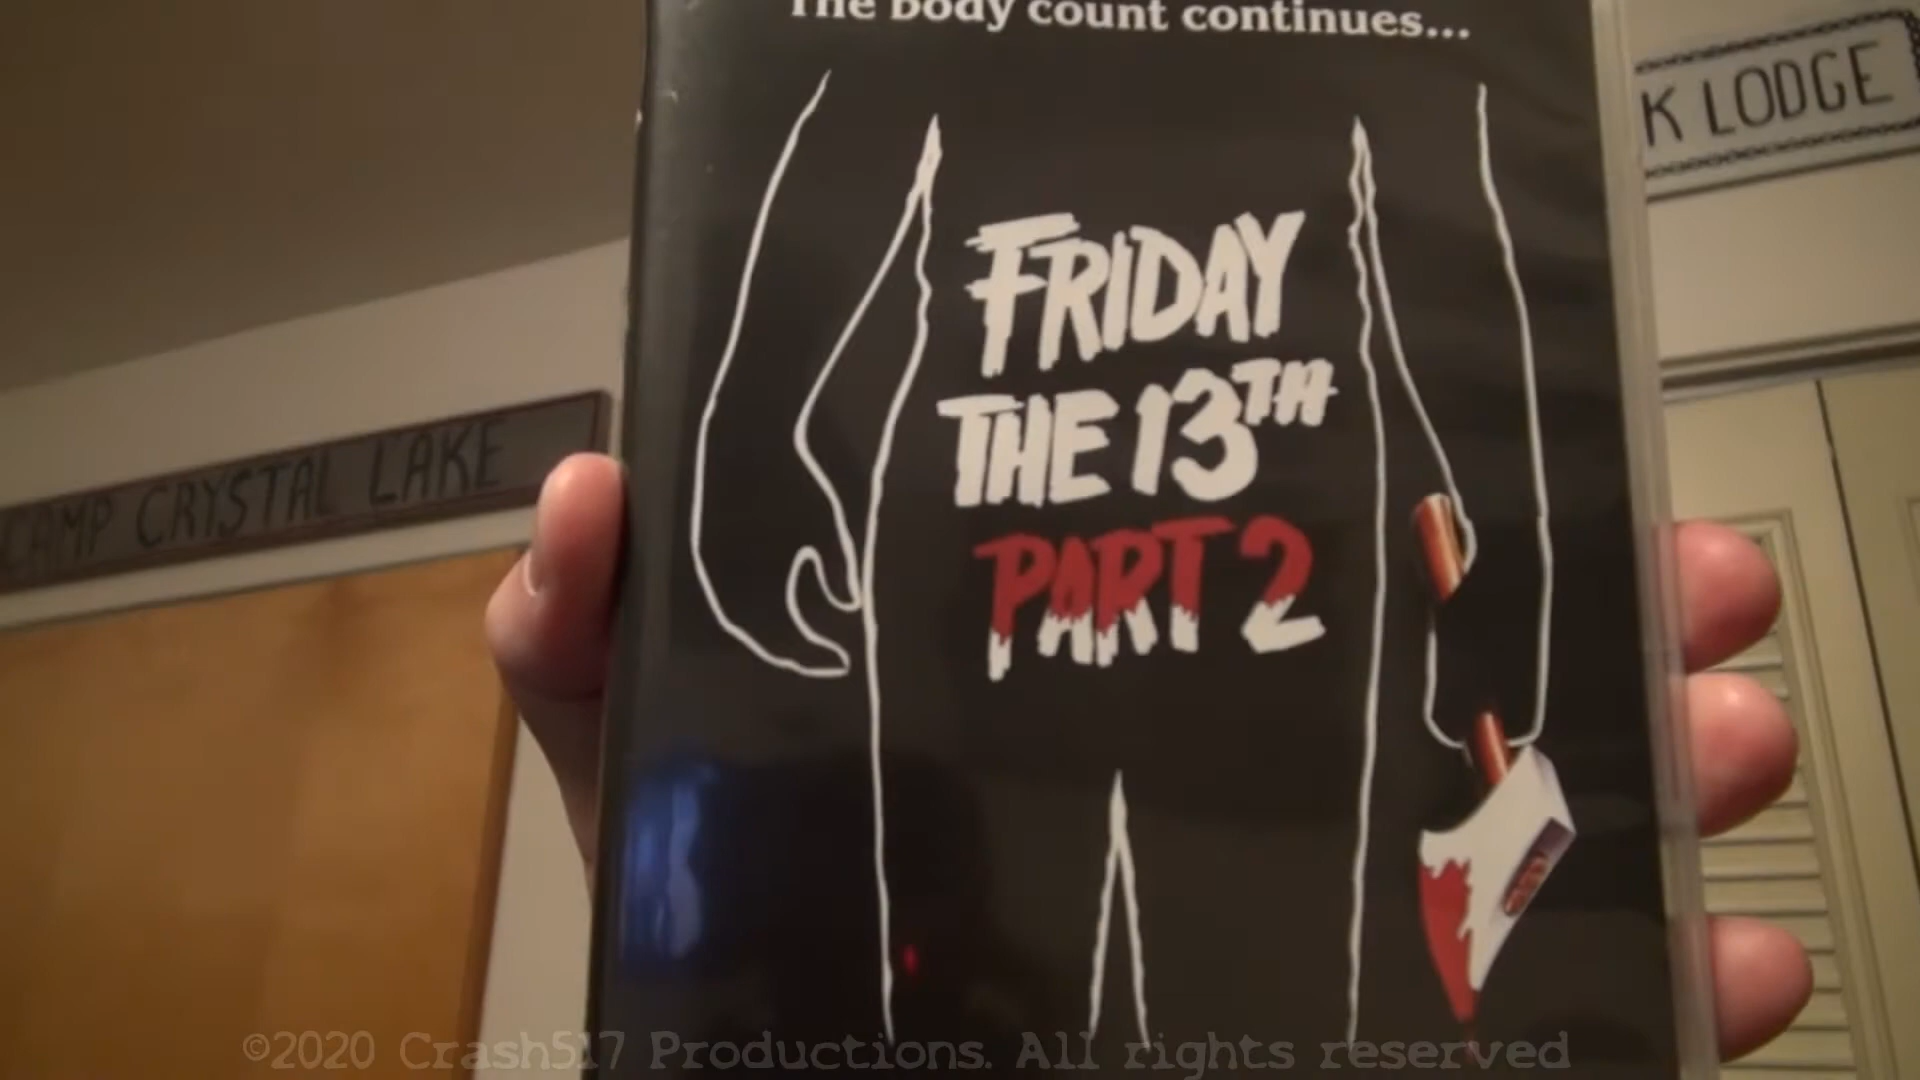 The Body count continues...
K LODGE
FRIDAY
THE 13TH
PART 2
CAMP CRYSTAL LAKE
©2020 Crash517 Productions. All rights reserved